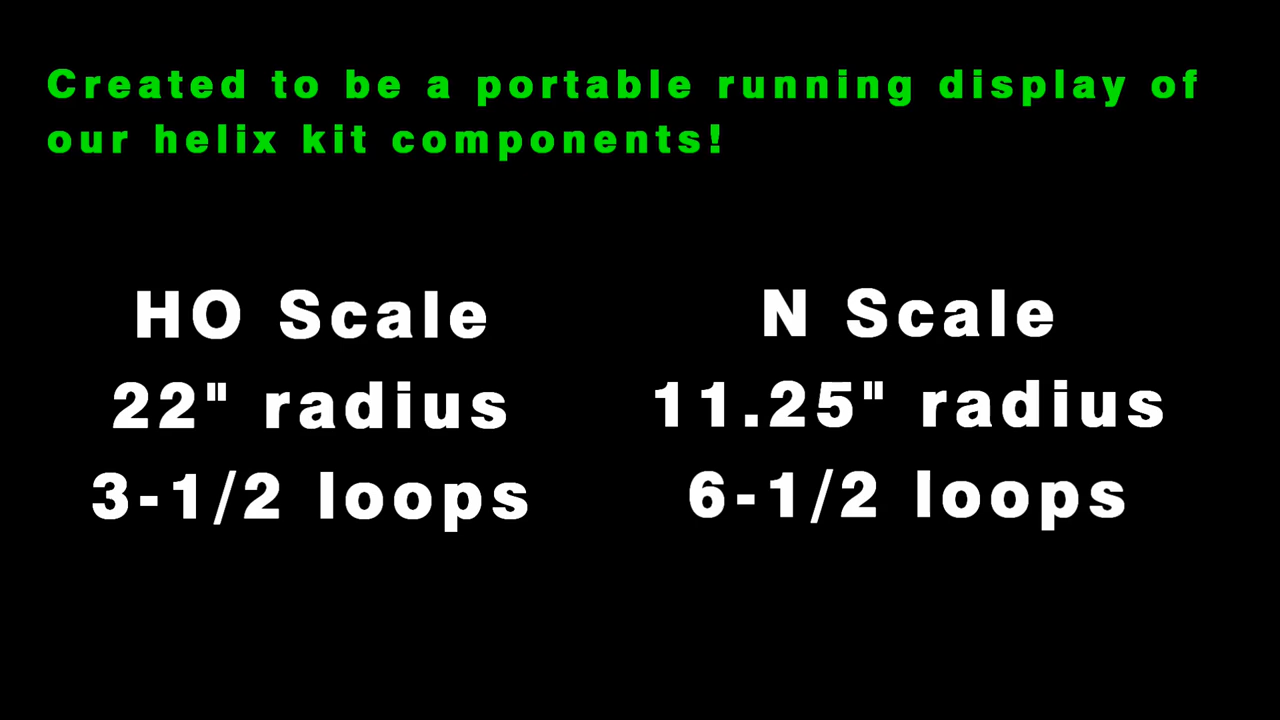 Created to be a portable running display of
our helix kit components!
HO Scale
22" radius
3-1/2 loops
N Scale
11.25" radius
6-1/2 loops